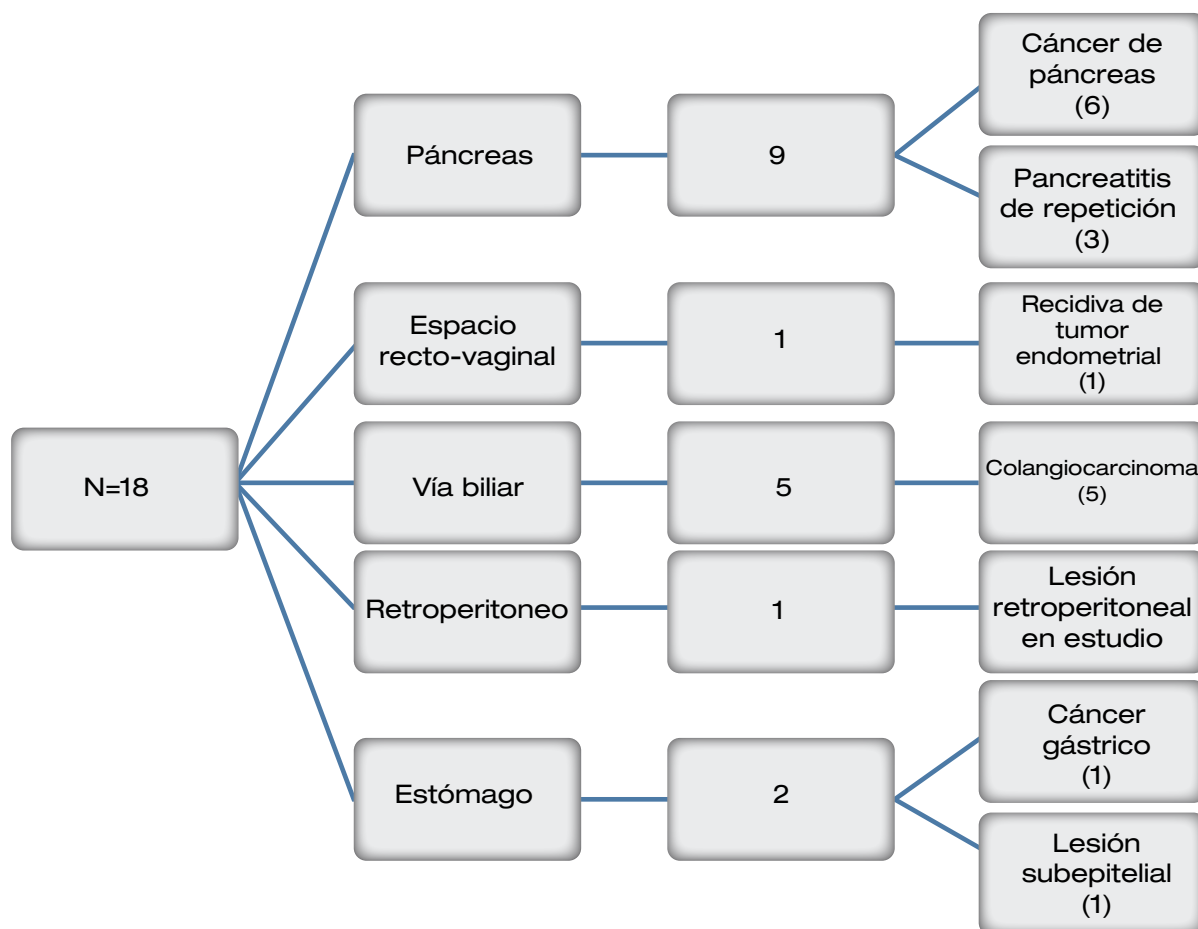 N=18
Páncreas
9
Cáncer de
páncreas
(6)
Pancreatitis
de repetición
(3)
Espacio
recto-vaginal
1
Recidiva de
tumor
endometrial
(1)
Vía biliar
5
Colangiocarcinoma
(5)
Retroperitoneo
1
Lesión
retroperitoneal
en estudio
Estómago
2
Cáncer
gástrico
(1)
Lesión
subepitelial
(1)